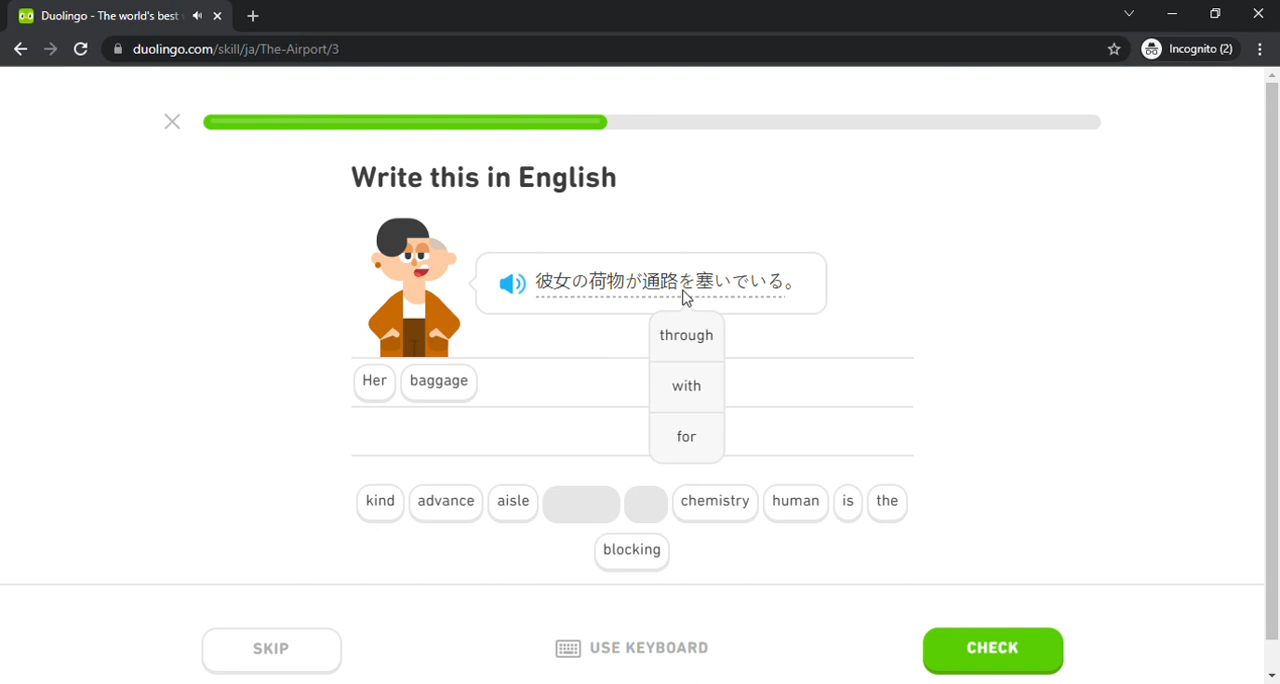 Duolingo - The world's best
duolingo.com/skill/ja/The-Airport/3
Incognito (2)
Write this in English
彼女の荷物が通路を塞いでいる。
through
with
for
Her baggage
kind advance aisle chemistry human is the
blocking
SKIP
USE KEYBOARD
CHECK